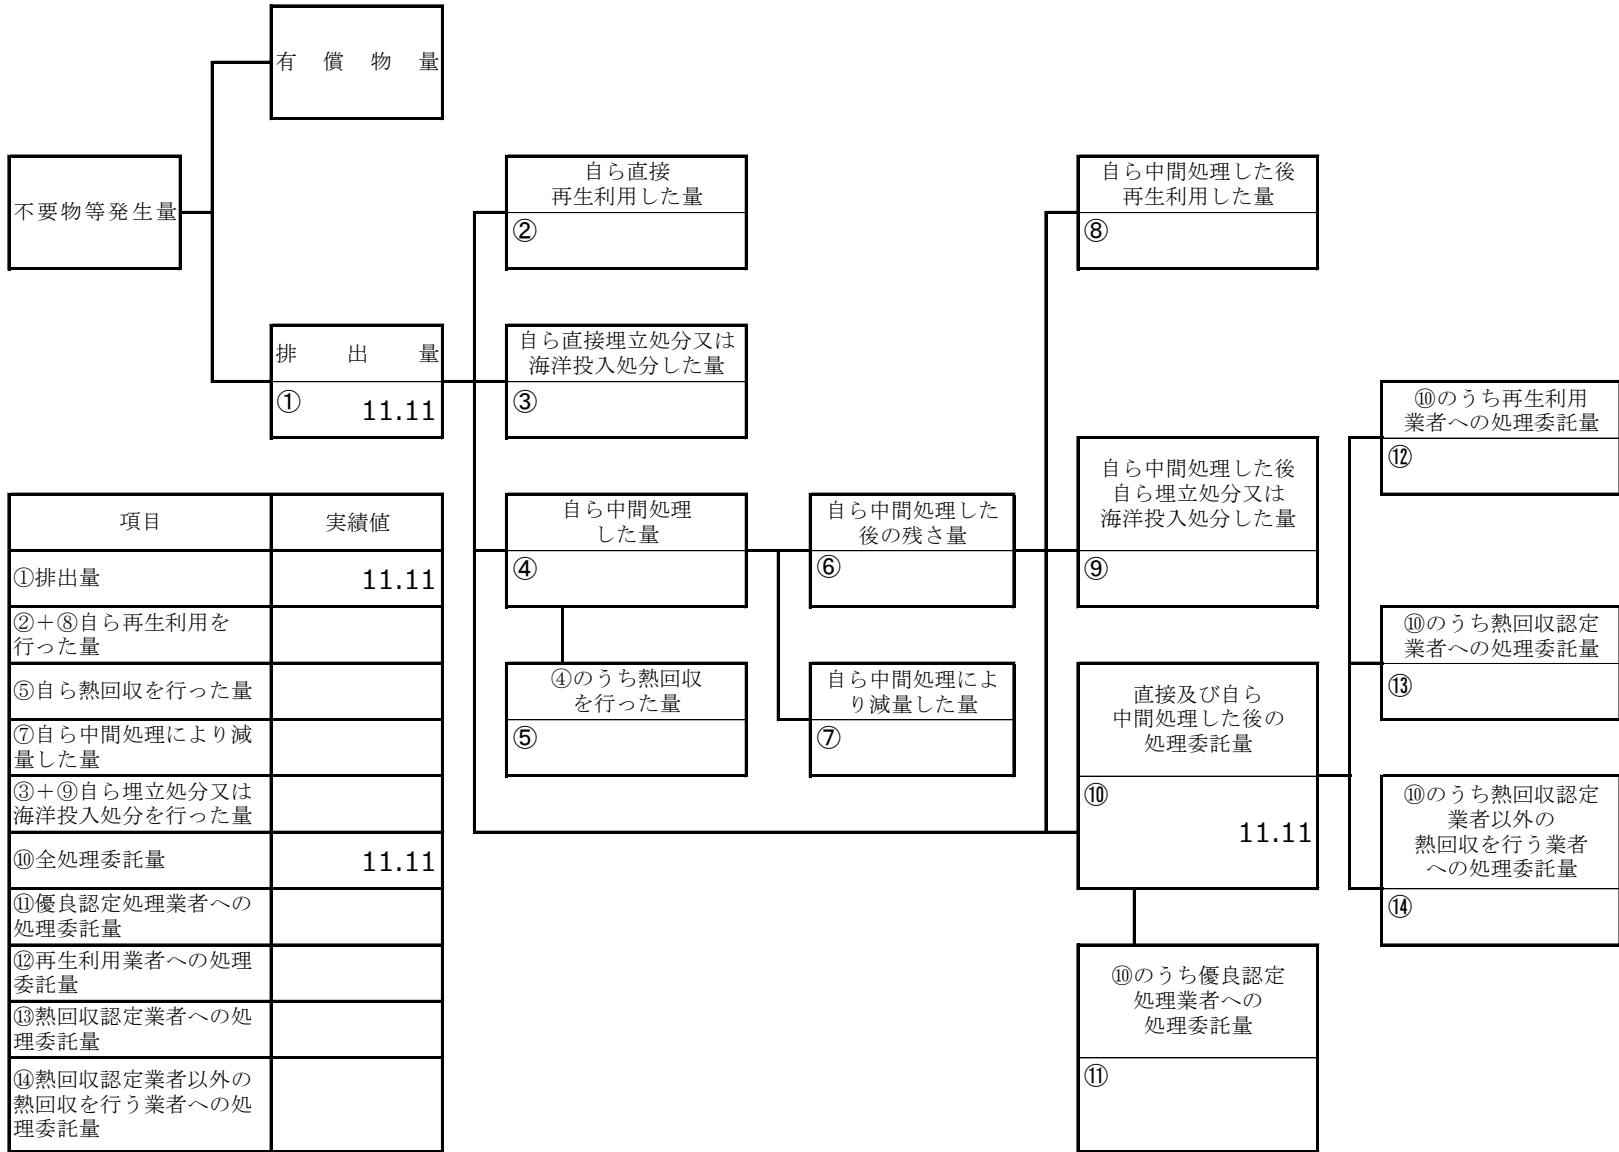 有償物量
不要物等発生量
自ら直接
再生利用した量
②
自ら中間処理した後
再生利用した量
⑧
排出量
① 11.11
自ら直接埋立処分又は
海洋投入処分した量
③
⑩のうち再生利用
業者への処理委託量
⑫
自ら中間処理
した量
④
自ら中間処理した
後の残さ量
⑥
自ら中間処理した後
自ら埋立処分又は
海洋投入処分した量
⑨
④のうち熱回収
を行った量
⑤
自ら中間処理によ
り減量した量
⑦
直接及び自ら
中間処理した後の
処理委託量
⑩
11.11
⑩のうち熱回収認定
業者への処理委託量
⑬
⑩のうち熱回収認定
業者以外の
熱回収を行う業者
への処理委託量
⑭
⑩のうち優良認定
処理業者への
処理委託量
⑪
項目 実績値
①排出量 11.11
②＋⑧自ら再生利用を
行った量
⑤自ら熱回収を行った量
⑦自ら中間処理により減
量した量
③＋⑨自ら埋立処分又は
海洋投入処分を行った量
⑩全処理委託量 11.11
⑪優良認定処理業者への
処理委託量
⑫再生利用業者への処理
委託量
⑬熱回収認定業者への処
理委託量
⑭熱回収認定業者以外の
熱回収を行う業者への処
理委託量